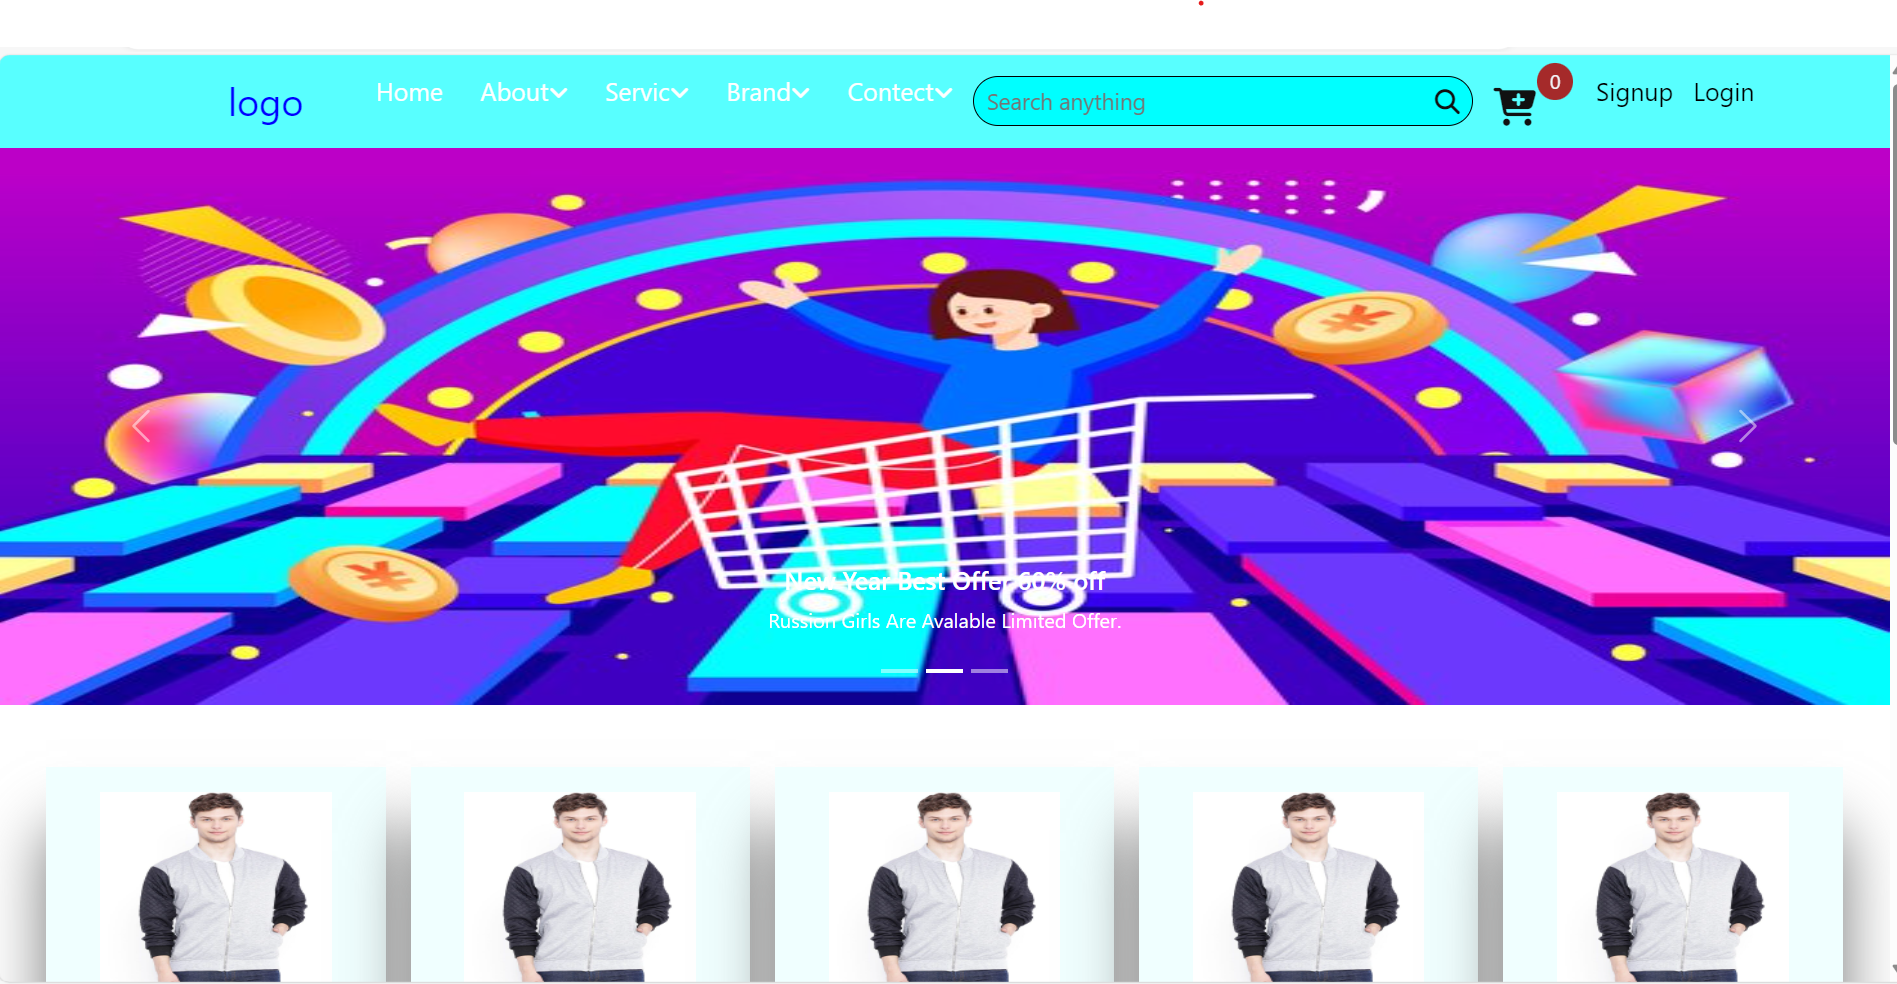 logo
Home About Servic Brand Contect Search anything 0 Signup Login
New Year Best Offer 60% off
Russion Girls Are Avalable Limited Offer.